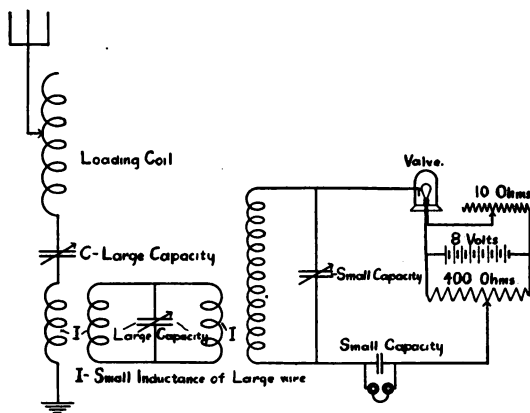 Loading Coil
C-Large Capacity
I
Large Capacity
I
I- Small Inductance of Large wire
Valve.
10 Ohms
8 Volts
400 Ohms
Small Capacity
Small Capacity